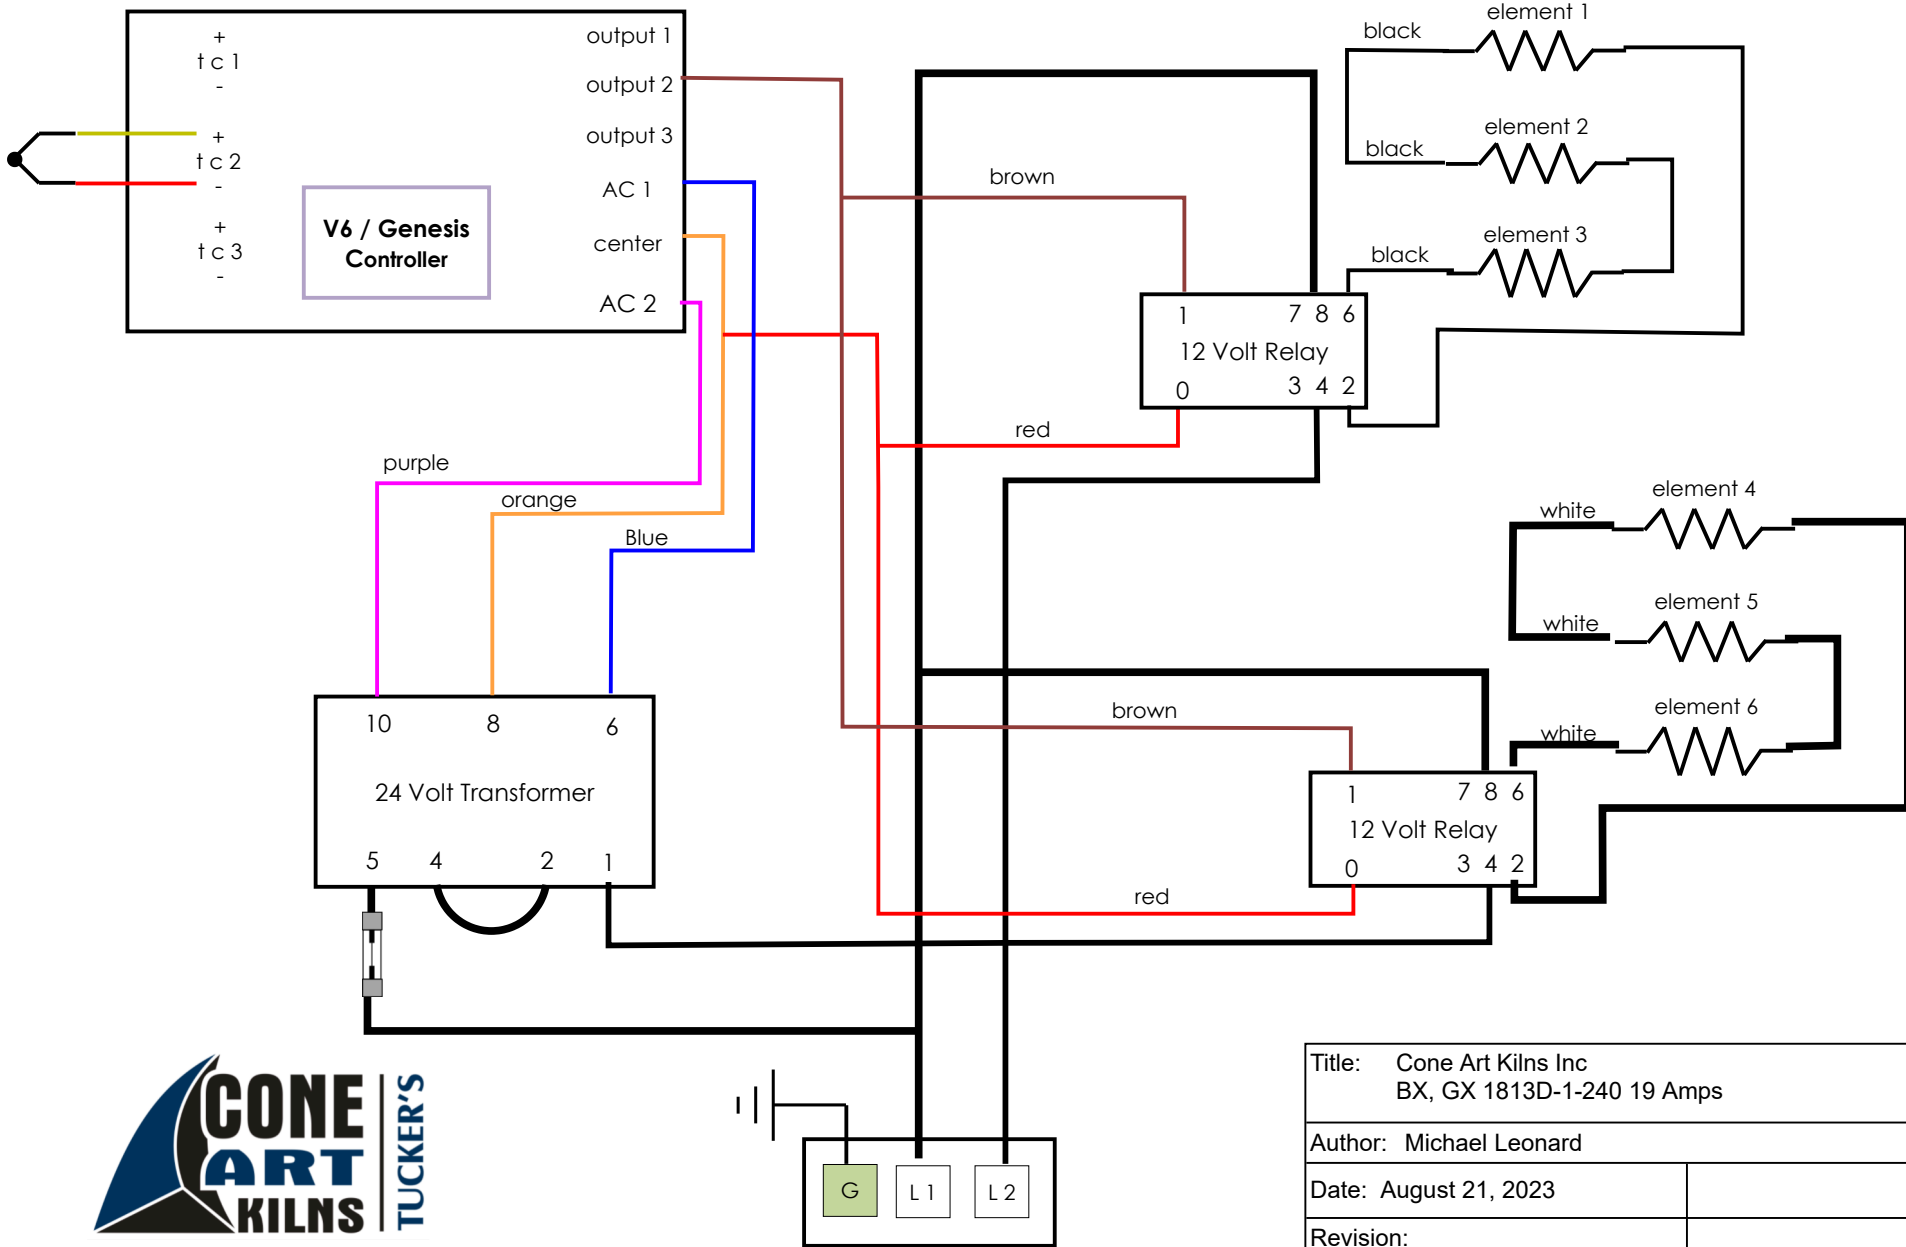 +
t c 1
-
+
t c 2
-
+
t c 3
-
V6 / Genesis
Controller
output 1
output 2
output 3
AC 1
center
AC 2
element 1
black
element 2
black
element 3
black
brown
1 7 8 6
12 Volt Relay
0 3 4 2
red
purple
orange
Blue
element 4
white
element 5
white
element 6
white
brown
1 7 8 6
12 Volt Relay
0 3 4 2
red
10 8 6
24 Volt Transformer
5 4 2 1
G L 1 L 2
CONE
ART
KILNS
TUCKER'S
Title: Cone Art Kilns Inc
BX, GX 1813D-1-240 19 Amps
Author: Michael Leonard
Date: August 21, 2023
Revision: